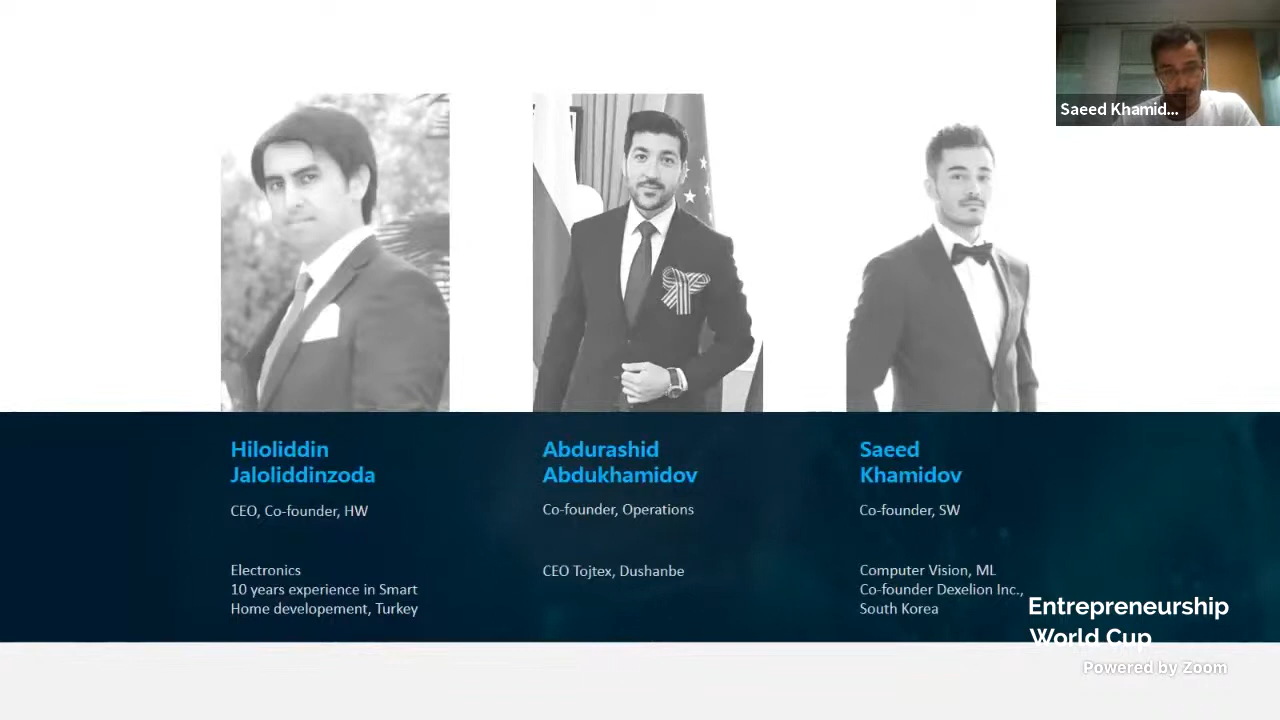 Saeed Khamid...
Hiloliddin
Jaloliddinzoda
CEO, Co-founder, HW
Electronics
10 years experience in Smart
Home developement, Turkey
Abdurashid
Abdukhamidov
Co-founder, Operations
CEO Tojtex, Dushanbe
Saeed
Khamidov
Co-founder, SW
Computer Vision, ML
Co-founder Dexelion Inc.,
South Korea
Entrepreneurship
World Cup
Powered by Zoom